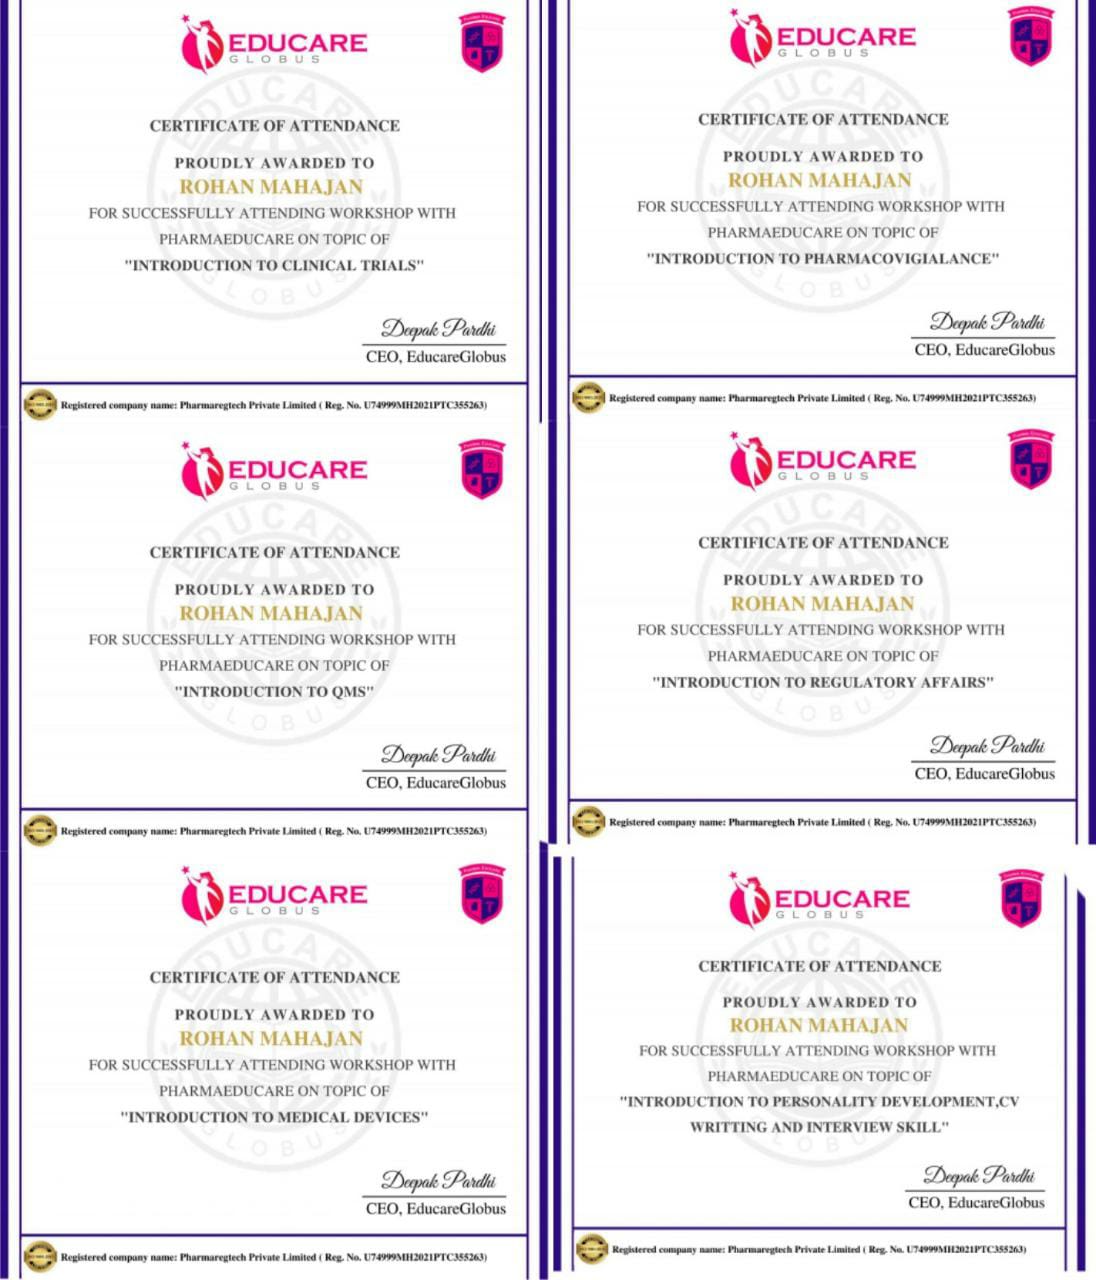 EDUCARE
GLOBUS
CERTIFICATE OF ATTENDANCE
PROUDLY AWARDED TO
ROHAN MAHAJAN
FOR SUCCESSFULLY ATTENDING WORKSHOP WITH
PHARMAEDUCARE ON TOPIC OF
"INTRODUCTION TO CLINICAL TRIALS"
Deepak Pardhi
CEO, EducareGlobus
Registered company name: Pharmaregtech Private Limited ( Reg. No. U74999MH2021PTC355263)
EDUCARE
GLOBUS
CERTIFICATE OF ATTENDANCE
PROUDLY AWARDED TO
ROHAN MAHAJAN
FOR SUCCESSFULLY ATTENDING WORKSHOP WITH
PHARMAEDUCARE ON TOPIC OF
"INTRODUCTION TO PHARMACOVIGIALANCE"
Deepak Pardhi
CEO, EducareGlobus
Registered company name: Pharmaregtech Private Limited ( Reg. No. U74999MH2021PTC355263)
EDUCARE
GLOBUS
CERTIFICATE OF ATTENDANCE
PROUDLY AWARDED TO
ROHAN MAHAJAN
FOR SUCCESSFULLY ATTENDING WORKSHOP WITH
PHARMAEDUCARE ON TOPIC OF
"INTRODUCTION TO QMS"
Deepak Pardhi
CEO, EducareGlobus
Registered company name: Pharmaregtech Private Limited ( Reg. No. U74999MH2021PTC355263)
EDUCARE
GLOBUS
CERTIFICATE OF ATTENDANCE
PROUDLY AWARDED TO
ROHAN MAHAJAN
FOR SUCCESSFULLY ATTENDING WORKSHOP WITH
PHARMAEDUCARE ON TOPIC OF
"INTRODUCTION TO REGULATORY AFFAIRS"
Deepak Pardhi
CEO, EducareGlobus
Registered company name: Pharmaregtech Private Limited ( Reg. No. U74999MH2021PTC355263)
EDUCARE
GLOBUS
CERTIFICATE OF ATTENDANCE
PROUDLY AWARDED TO
ROHAN MAHAJAN
FOR SUCCESSFULLY ATTENDING WORKSHOP WITH
PHARMAEDUCARE ON TOPIC OF
"INTRODUCTION TO MEDICAL DEVICES"
Deepak Pardhi
CEO, EducareGlobus
Registered company name: Pharmaregtech Private Limited ( Reg. No. U74999MH2021PTC355263)
EDUCARE
GLOBUS
CERTIFICATE OF ATTENDANCE
PROUDLY AWARDED TO
ROHAN MAHAJAN
FOR SUCCESSFULLY ATTENDING WORKSHOP WITH
PHARMAEDUCARE ON TOPIC OF
"INTRODUCTION TO PERSONALITY DEVELOPMENT,CV
WRITTING AND INTERVIEW SKILL"
Deepak Pardhi
CEO, EducareGlobus
Registered company name: Pharmaregtech Private Limited ( Reg. No. U74999MH2021PTC355263)